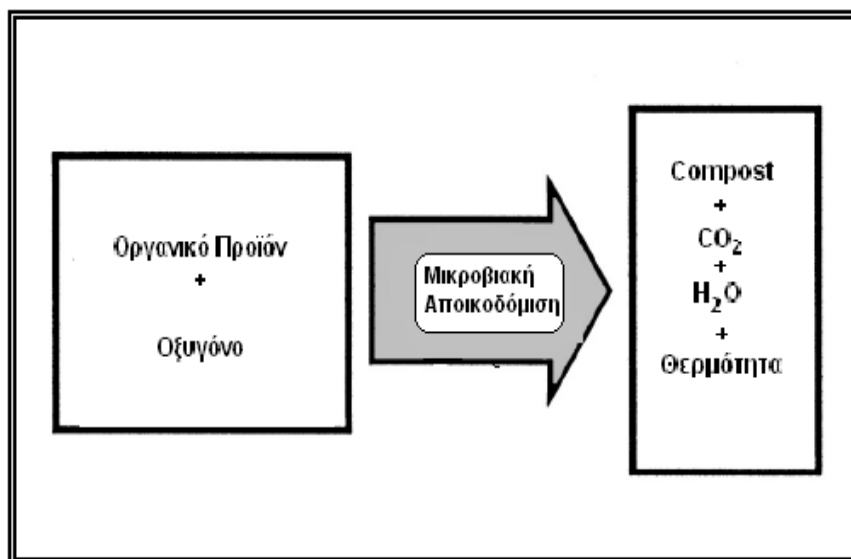 Οργανικό Προϊόν
+
Οξυγόνο
Μικροβιακή
Αποικοδόμιση
Compost
+
CO₂
+
H₂O
+
Θερμότητα